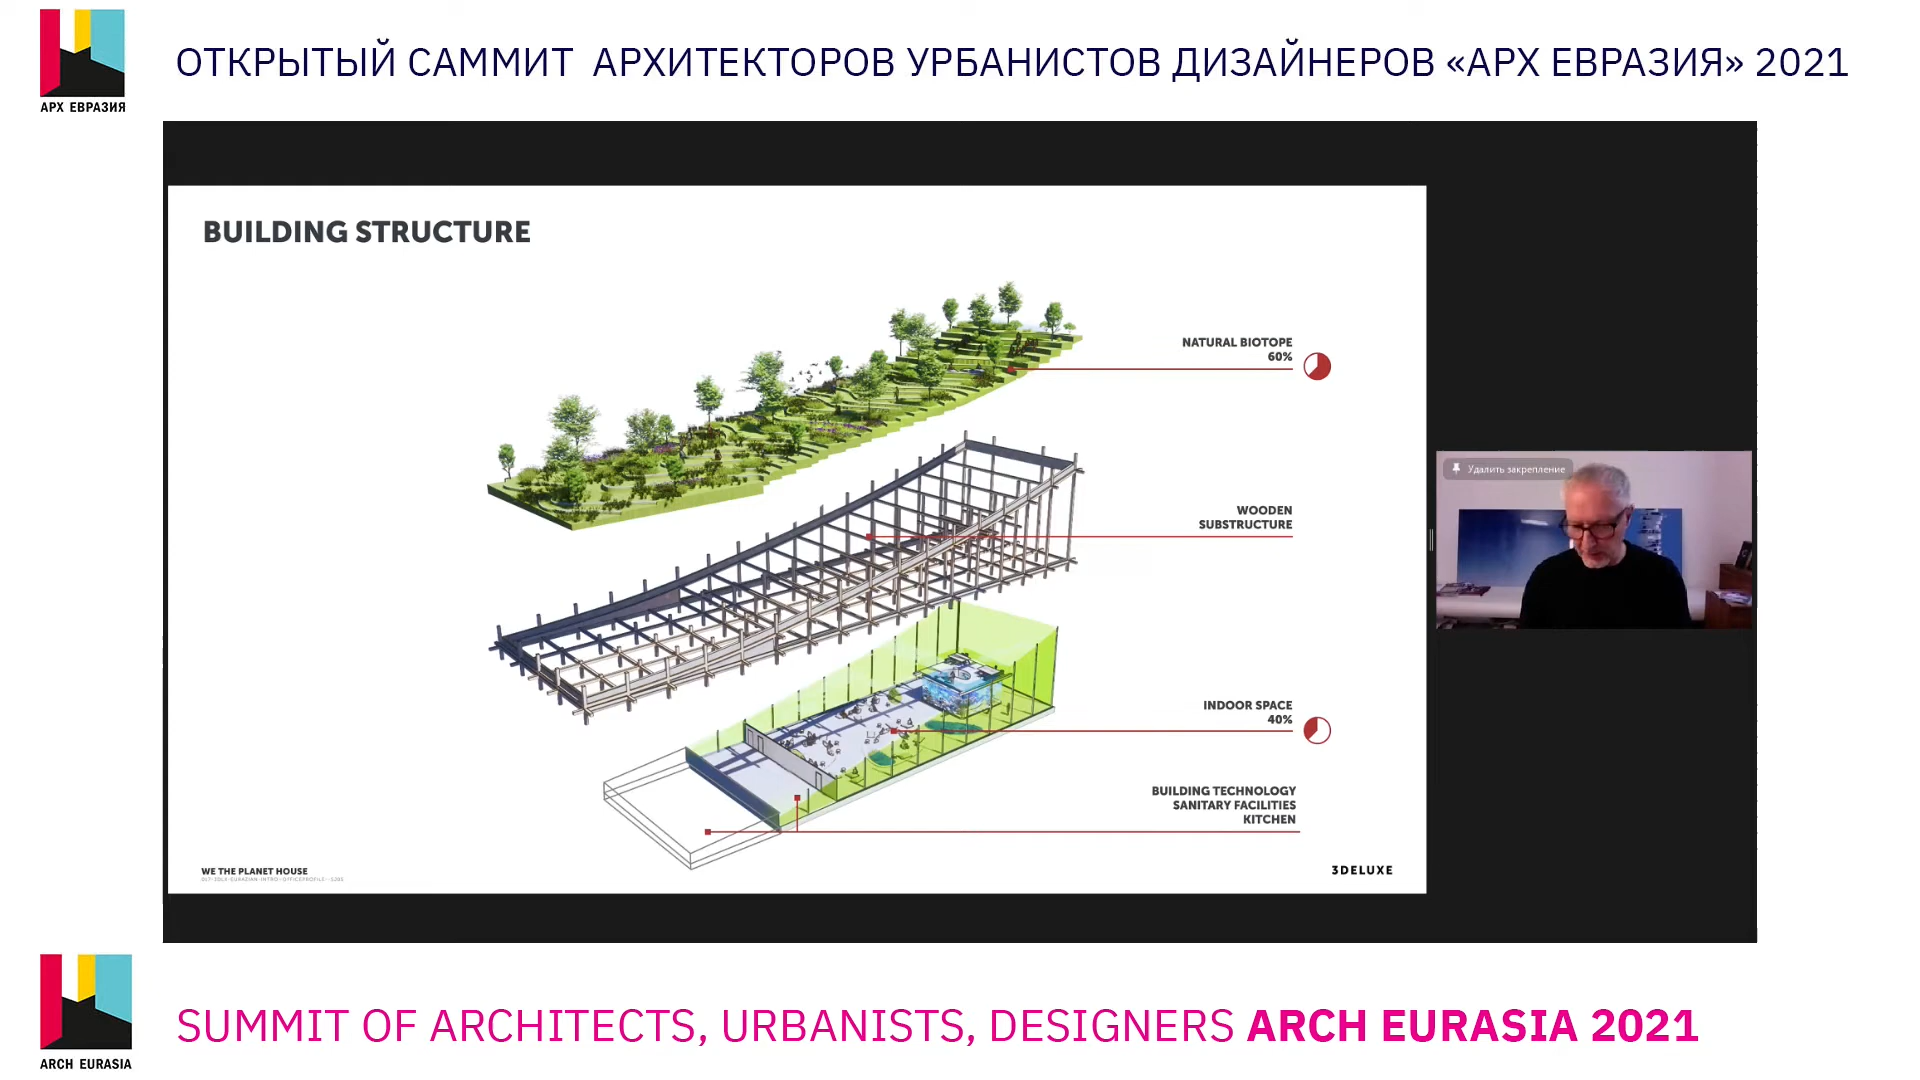 АРХ ЕВРАЗИЯ
ОТКРЫТЫЙ САММИТ АРХИТЕКТОРОВ УРБАНИСТОВ ДИЗАЙНЕРОВ «АРХ ЕВРАЗИЯ» 2021
BUILDING STRUCTURE
NATURAL BIOTOPE
60%
WOODEN
SUBSTRUCTURE
INDOOR SPACE
40%
BUILDING TECHNOLOGY
SANITARY FACILITIES
KITCHEN
WE THE PLANET HOUSE
3DELUXE
Удалить закрепление
ARCH EURASIA
SUMMIT OF ARCHITECTS, URBANISTS, DESIGNERS ARCH EURASIA 2021